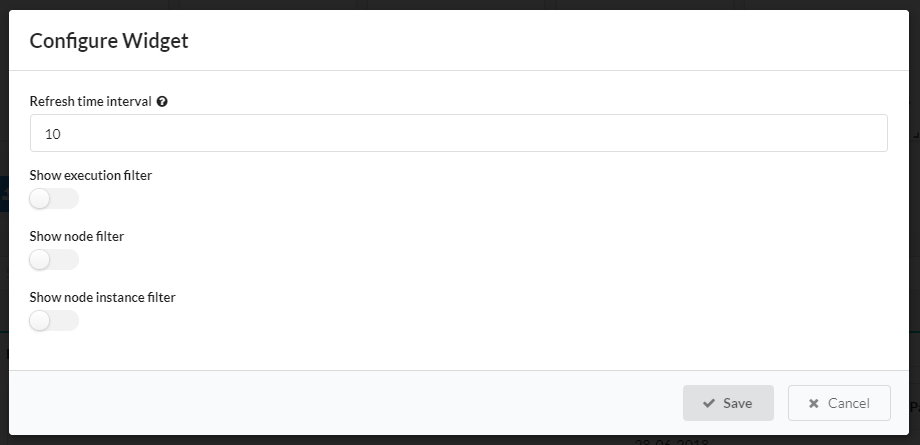 Configure Widget
Refresh time interval
10
Show execution filter
Show node filter
Show node instance filter
Save
Cancel